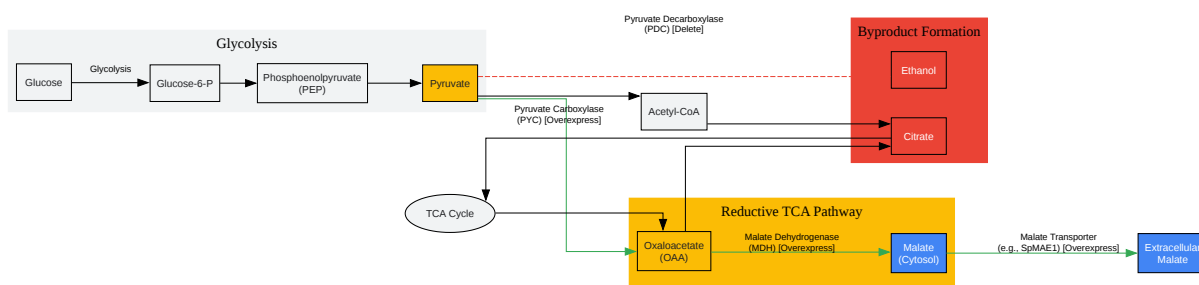 Pyruvate Decarboxylase
(PDC) [Delete]
Glycolysis
Byproduct Formation
Glucose
Glycolysis
Glucose-6-P
Phosphoenolpyruvate
(PEP)
Pyruvate
Ethanol
Pyruvate Carboxylase
(PYC) [Overexpress]
Acetyl-CoA
Citrate
TCA Cycle
Reductive TCA Pathway
Oxaloacetate
(OAA)
Malate Dehydrogenase
(MDH) [Overexpress]
Malate
(Cytosol)
Malate Transporter
(e.g., SpMAE1) [Overexpress]
Extracellular
Malate